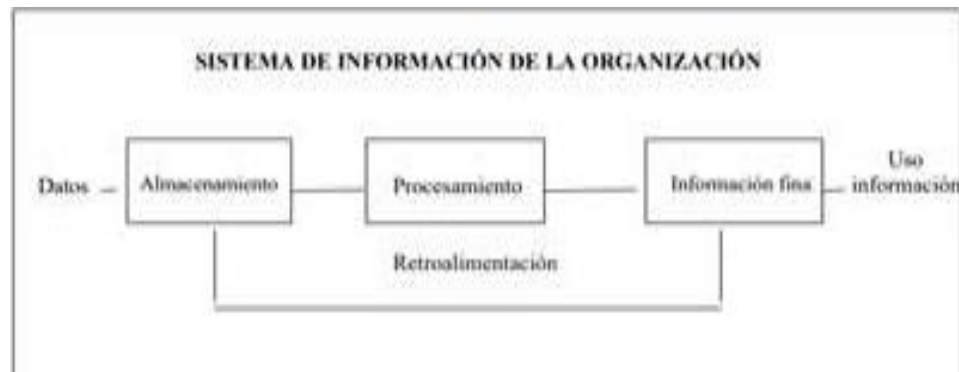 SISTEMA DE INFORMACIÓN DE LA ORGANIZACIÓN
Datos
Almacenamiento
Procesamiento
Información fina
Uso
información
Retroalimentación